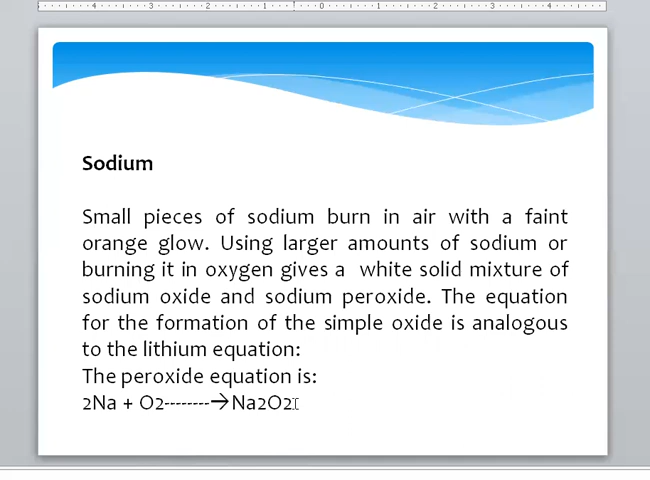 Sodium
Small pieces of sodium burn in air with a faint
orange glow. Using larger amounts of sodium or
burning it in oxygen gives a white solid mixture of
sodium oxide and sodium peroxide. The equation
for the formation of the simple oxide is analogous
to the lithium equation:
The peroxide equation is:
2Na + O2--------→Na2O2